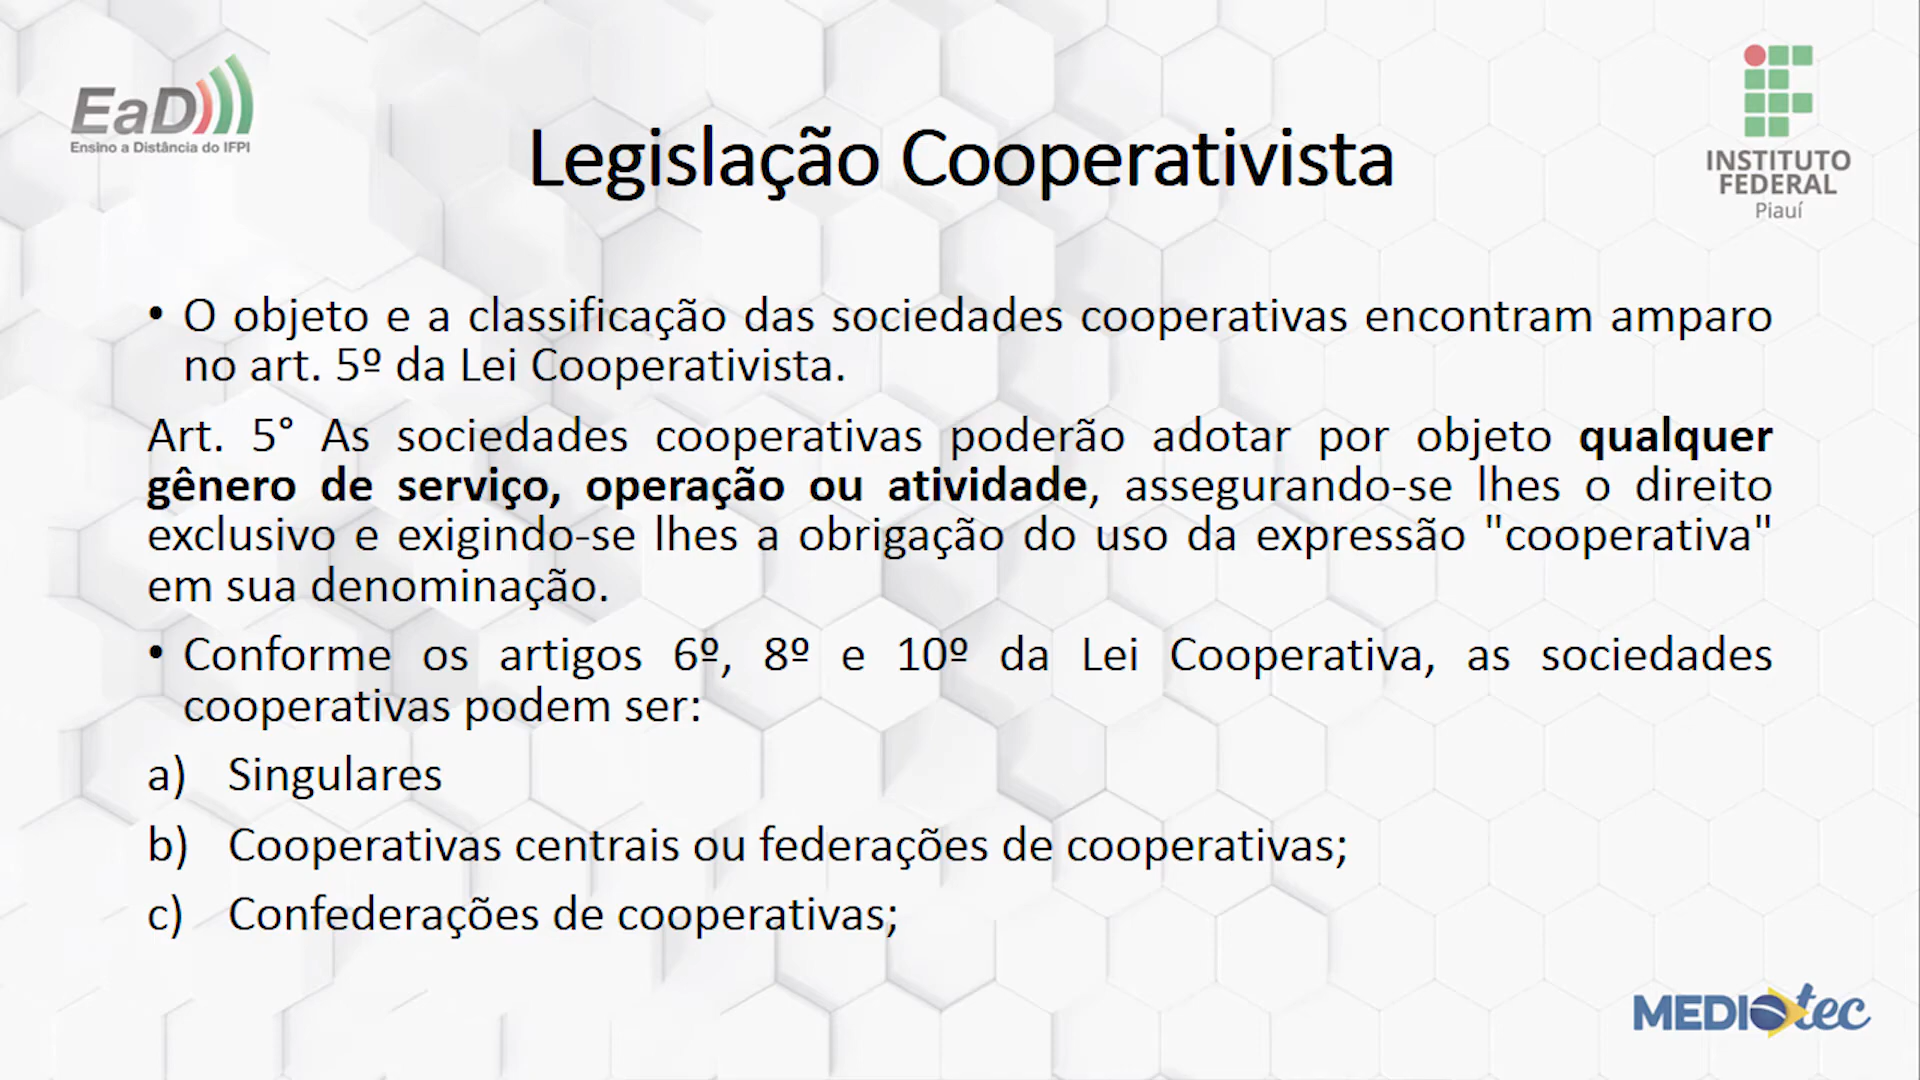 EaD
Ensino a Distância do IFPI
INSTITUTO
FEDERAL
Piauí
Legislação Cooperativista
• O objeto e a classificação das sociedades cooperativas encontram amparo
no art. 5º da Lei Cooperativista.
Art. 5° As sociedades cooperativas poderão adotar por objeto qualquer
gênero de serviço, operação ou atividade, assegurando-se lhes o direito
exclusivo e exigindo-se lhes a obrigação do uso da expressão "cooperativa"
em sua denominação.
• Conforme os artigos 6º, 8º e 10º da Lei Cooperativa, as sociedades
cooperativas podem ser:
a) Singulares
b) Cooperativas centrais ou federações de cooperativas;
c) Confederações de cooperativas;
MEDIOtec